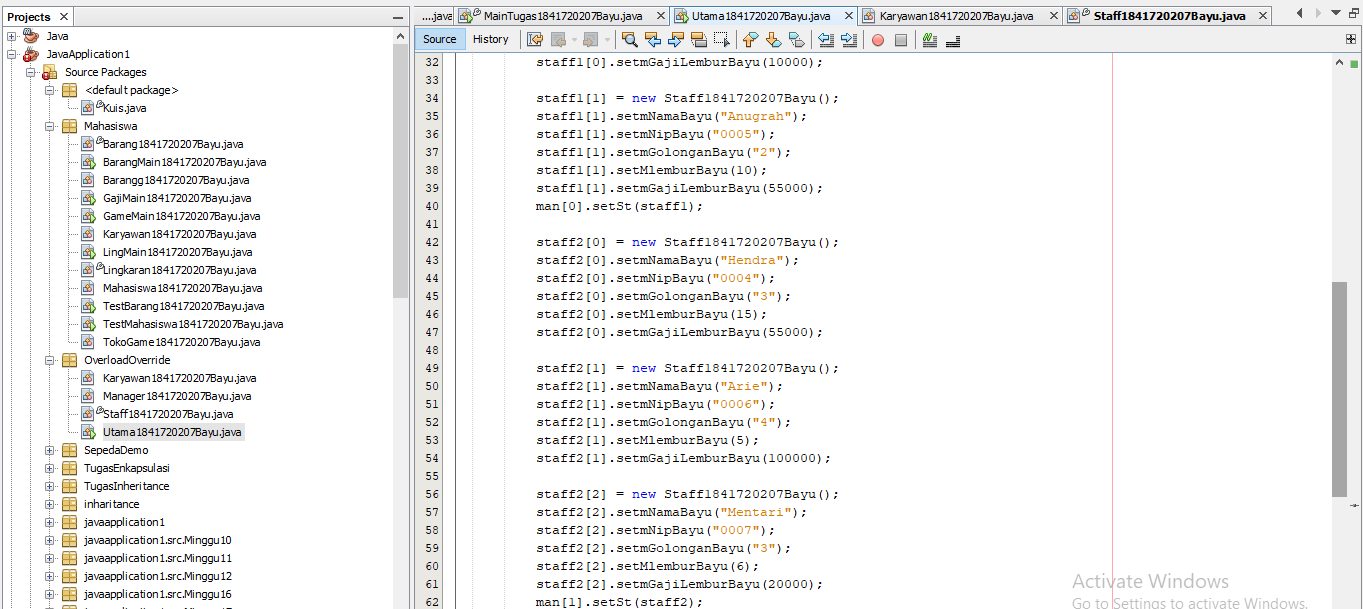 Projects
Java
JavaApplication1
Source Packages
<default package>
Kuis.java
Mahasiswa
Barang1841720207Bayu.java
BarangMain1841720207Bayu.java
Barangg1841720207Bayu.java
GajiMain1841720207Bayu.java
GameMain1841720207Bayu.java
Karyawan1841720207Bayu.java
LingMain1841720207Bayu.java
Lingkaran1841720207Bayu.java
Mahasiswa1841720207Bayu.java
TestBarang1841720207Bayu.java
TestMahasiswa1841720207Bayu.java
TokoGame1841720207Bayu.java
OverloadOverride
Karyawan1841720207Bayu.java
Manager1841720207Bayu.java
Staff1841720207Bayu.java
Utama1841720207Bayu.java
SepedaDemo
TugasEnkapsulasi
TugasInheritance
inharitance
javaapplication1
javaapplication1.src.Minggu10
javaapplication1.src.Minggu11
javaapplication1.src.Minggu12
javaapplication1.src.Minggu16
....java MainTugas1841720207Bayu.java Utama1841720207Bayu.java Karyawan1841720207Bayu.java Staff1841720207Bayu.java
Source History
32 staff1[0].setmGajiLemburBayu(10000);
33
34 staff1[1] = new Staff1841720207Bayu();
35 staff1[1].setmNamaBayu("Anugrah");
36 staff1[1].setmNipBayu("0005");
37 staff1[1].setmGolonganBayu("2");
38 staff1[1].setMlemburBayu(10);
39 staff1[1].setmGajiLemburBayu(55000);
40 man[0].setSt(staff1);
41
42 staff2[0] = new Staff1841720207Bayu();
43 staff2[0].setmNamaBayu("Hendra");
44 staff2[0].setmNipBayu("0004");
45 staff2[0].setmGolonganBayu("3");
46 staff2[0].setMlemburBayu(15);
47 staff2[0].setmGajiLemburBayu(55000);
48
49 staff2[1] = new Staff1841720207Bayu();
50 staff2[1].setmNamaBayu("Arie");
51 staff2[1].setmNipBayu("0006");
52 staff2[1].setmGolonganBayu("4");
53 staff2[1].setMlemburBayu(5);
54 staff2[1].setmGajiLemburBayu(100000);
55
56 staff2[2] = new Staff1841720207Bayu();
57 staff2[2].setmNamaBayu("Mentari");
58 staff2[2].setmNipBayu("0007");
59 staff2[2].setmGolonganBayu("3");
60 staff2[2].setMlemburBayu(6);
61 staff2[2].setmGajiLemburBayu(20000);
62 man[1].setSt(staff2);
Activate Windows
Go to Settings to activate Windows.